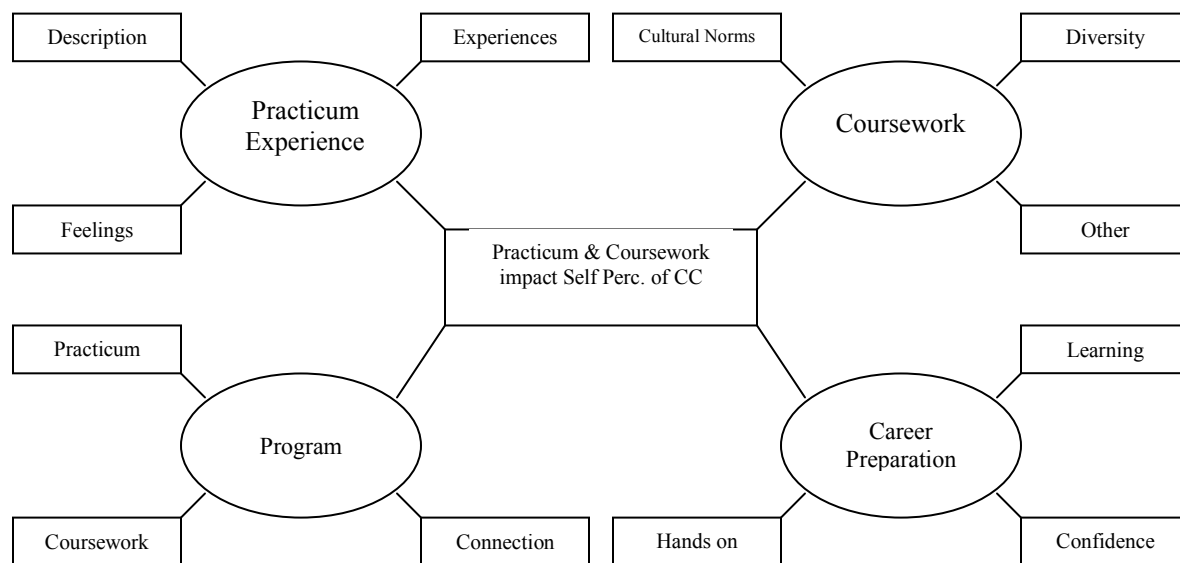 Description
Experiences
Cultural Norms
Diversity
Practicum
Experience
Coursework
Feelings
Other
Practicum & Coursework
impact Self Perc. of CC
Practicum
Learning
Program
Career
Preparation
Coursework
Connection
Hands on
Confidence